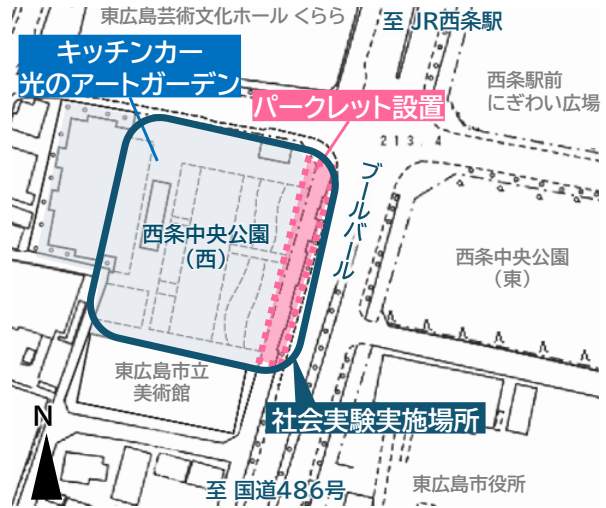 東広島芸術文化ホール くらら
至 JR西条駅
キッチンカー
光のアートガーデン
西条駅前
にぎわい広場
パークレット設置
213.4
ブールバール
西条中央公園
（西）
西条中央公園
（東）
東広島市立
美術館
社会実験実施場所
N
至 国道486号
東広島市役所